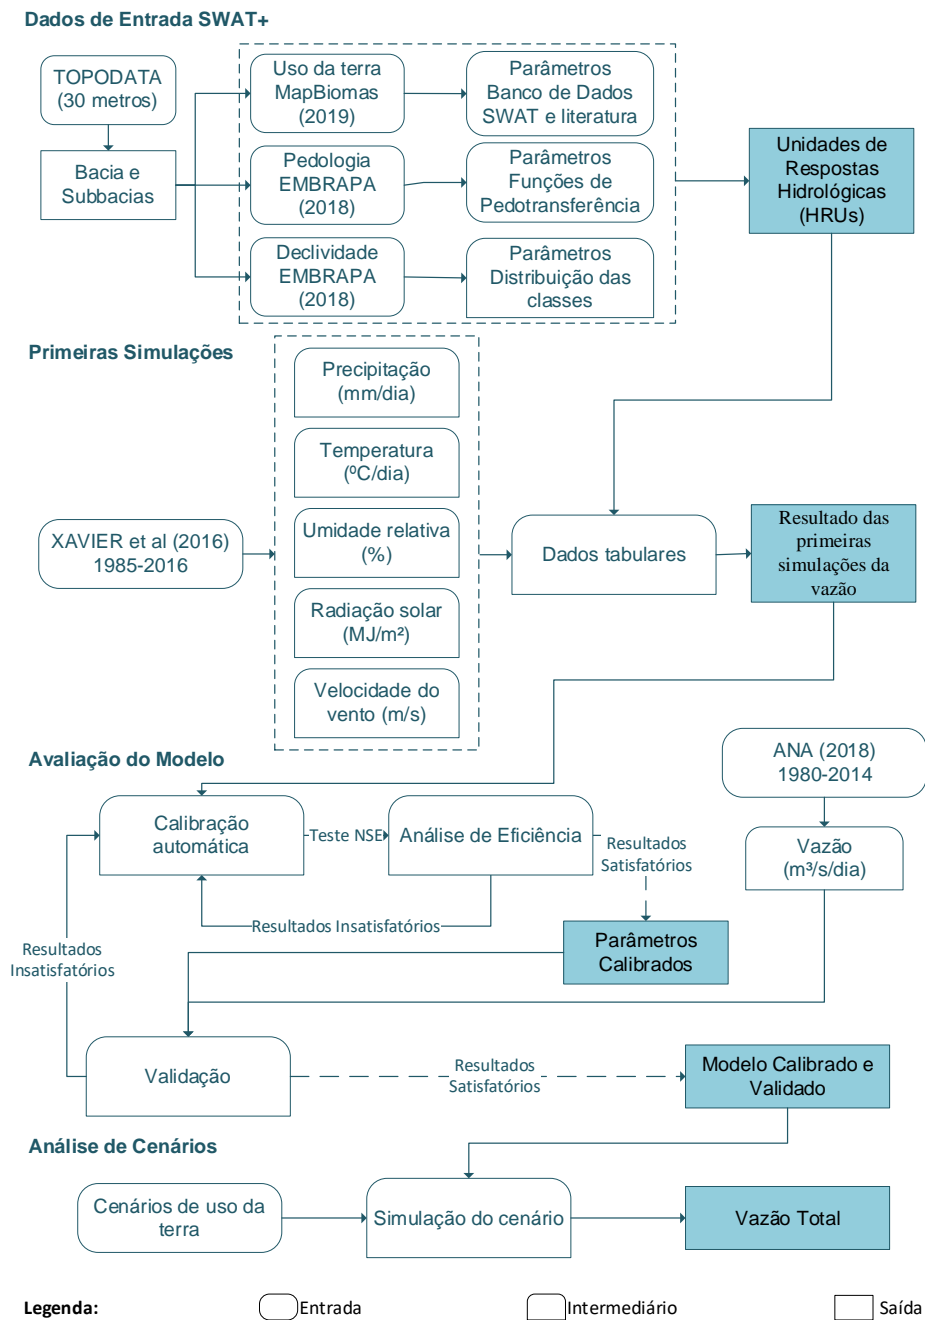 Dados de Entrada SWAT+
TOPODATA
(30 metros)
Bacia e
Subbacias
Uso da terra
MapBiomas
(2019)
Parâmetros
Banco de Dados
SWAT e literatura
Pedologia
EMBRAPA
(2018)
Parâmetros
Funções de
Pedotransferência
Declividade
EMBRAPA
(2018)
Parâmetros
Distribuição das
classes
Unidades de
Respostas
Hidrológicas
(HRUs)
Primeiras Simulações
XAVIER et al (2016)
1985-2016
Precipitação
(mm/dia)
Temperatura
(ºC/dia)
Umidade relativa
(%)
Radiação solar
(MJ/m²)
Velocidade do
vento (m/s)
Dados tabulares
Resultado das
primeiras
simulações da
vazão
Avaliação do Modelo
ANA (2018)
1980-2014
Vazão
(m³/s/dia)
Calibração
automática
Teste NSE
Análise de Eficiência
Resultados
Satisfatórios
Resultados Insatisfatórios
Resultados
Insatisfatórios
Parâmetros
Calibrados
Validação
Resultados
Satisfatórios
Modelo Calibrado e
Validado
Análise de Cenários
Cenários de uso da
terra
Simulação do cenário
Vazão Total
Legenda:
Entrada
Intermediário
Saída